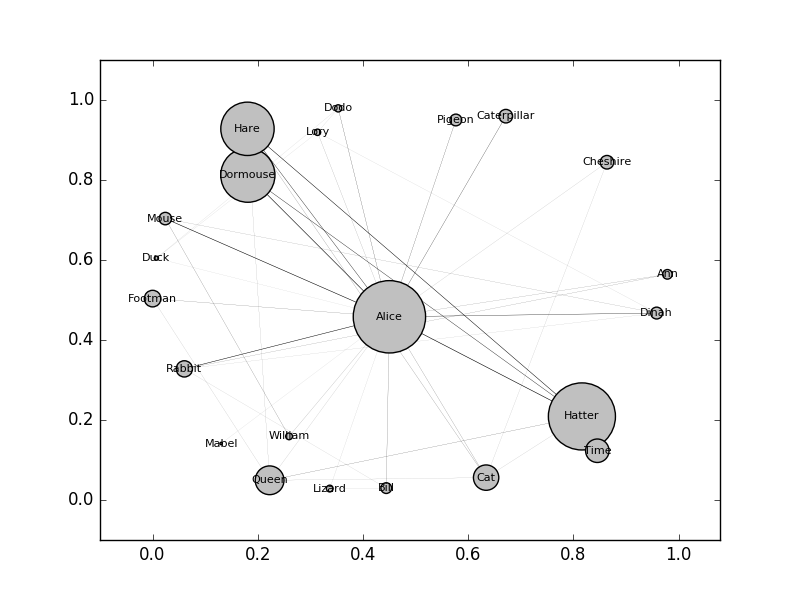 1.0
Dodo
Pigeon
Caterpillar
Hare
Lory
Cheshire
0.8
Dormouse
Mouse
0.6
Duck
Ann
Footman
Dinah
Alice
0.4
Rabbit
Hatter
0.2
William
Mabel
Time
Queen
Cat
Lizard
Bill
0.0
0.0 0.2 0.4 0.6 0.8 1.0